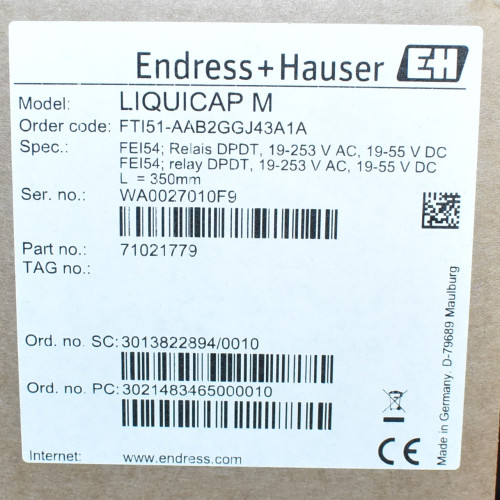 Endress+Hauser EH
Model: LIQUICAP M
Order code: FTI51-AAB2GGJ43A1A
Spec.: FEI54; Relais DPDT, 19-253 V AC, 19-55 V DC
FEI54; relay DPDT, 19-253 V AC, 19-55 V DC
L = 350mm
Ser. no.: WA0027010F9
Part no.: 71021779
TAG no.:
Ord. no. SC: 3013822894/0010
Ord. no. PC: 3021483465000010
Internet: www.endress.com
CE
Made in Germany, D-79689 Maulburg